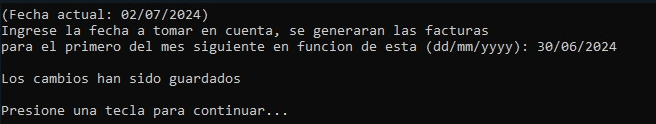 (Fecha actual: 02/07/2024)
Ingrese la fecha a tomar en cuenta, se generaran las facturas
para el primero del mes siguiente en funcion de esta (dd/mm/yyyy): 30/06/2024
Los cambios han sido guardados
Presione una tecla para continuar...